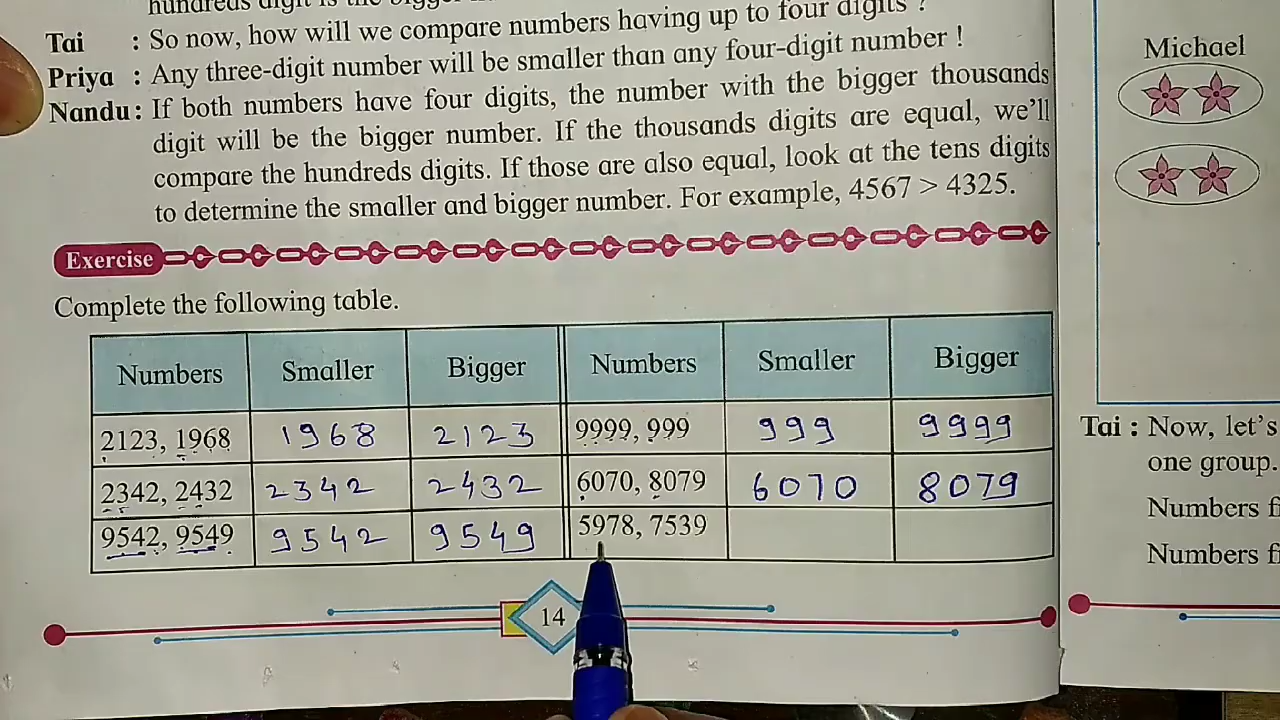 hundreds digit is the bigger
Tai : So now, how will we compare numbers having up to four digits ?
Priya : Any three-digit number will be smaller than any four-digit number !
Nandu : If both numbers have four digits, the number with the bigger thousands
digit will be the bigger number. If the thousands digits are equal, we'll
compare the hundreds digits. If those are also equal, look at the tens digits
to determine the smaller and bigger number. For example, 4567 > 4325.
Exercise
Complete the following table.
Numbers Smaller Bigger Numbers Smaller Bigger
2123, 1968 1968 2123 9999, 999 999 9999
2342, 2432 2342 2432 6070, 8079 6070 8079
9542, 9549 9542 9549 5978, 7539
14
Michael
Tai : Now, let's
one group.
Numbers
Numbers